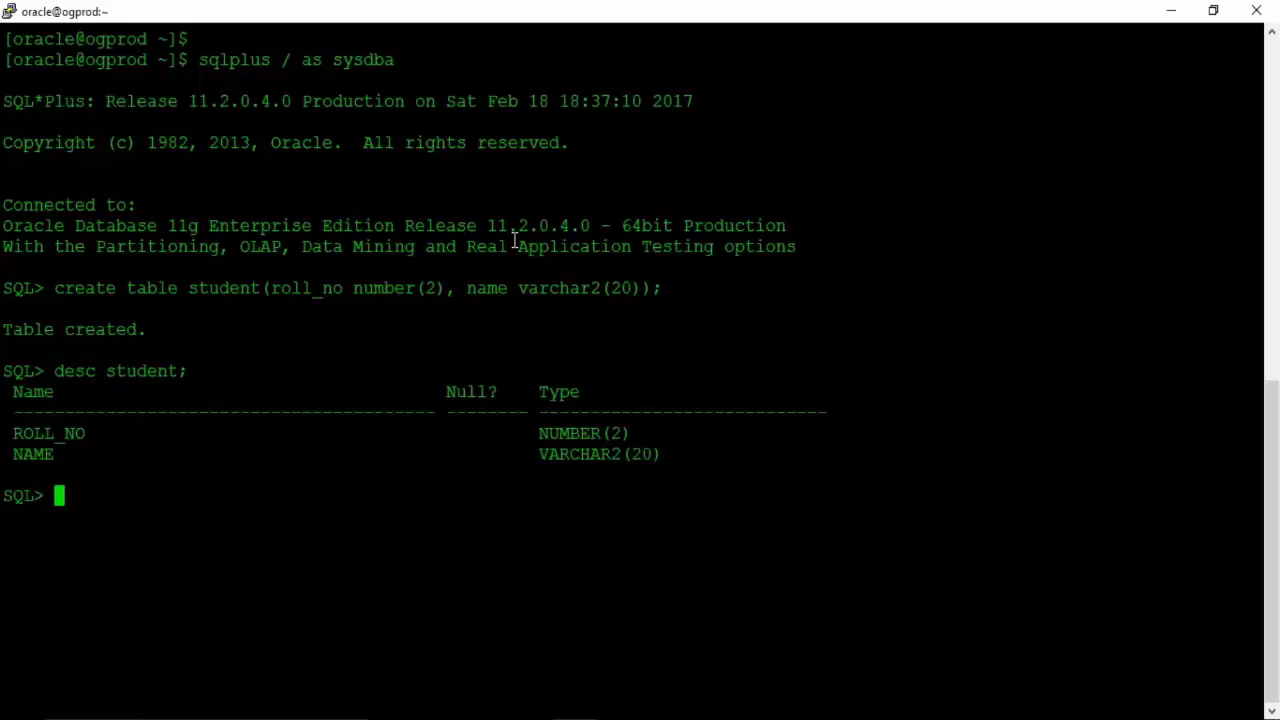 oracle@ogprod:~
[oracle@ogprod ~]$
[oracle@ogprod ~]$ sqlplus / as sysdba
SQL*Plus: Release 11.2.0.4.0 Production on Sat Feb 18 18:37:10 2017
Copyright (c) 1982, 2013, Oracle.  All rights reserved.
Connected to:
Oracle Database 11g Enterprise Edition Release 11.2.0.4.0 - 64bit Production
With the Partitioning, OLAP, Data Mining and Real Application Testing options
SQL> create table student(roll_no number(2), name varchar2(20));
Table created.
SQL> desc student;
 Name                                      Null?    Type
 ----------------------------------------- -------- ----------------------------
 ROLL_NO                                            NUMBER(2)
 NAME                                               VARCHAR2(20)
SQL>